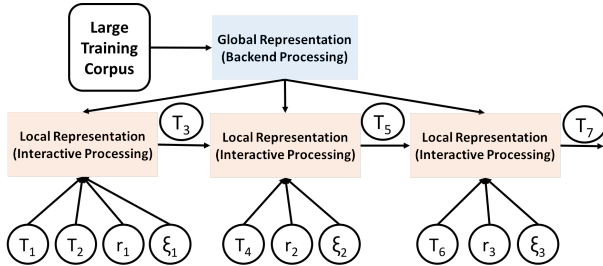 Large
Training
Corpus
Global Representation
(Backend Processing)
Local Representation
(Interactive Processing)
T₃
Local Representation
(Interactive Processing)
T₅
Local Representation
(Interactive Processing)
T₇
T₁ T₂ r₁ ξ₁ T₄ r₂ ξ₂ T₆ r₃ ξ₃